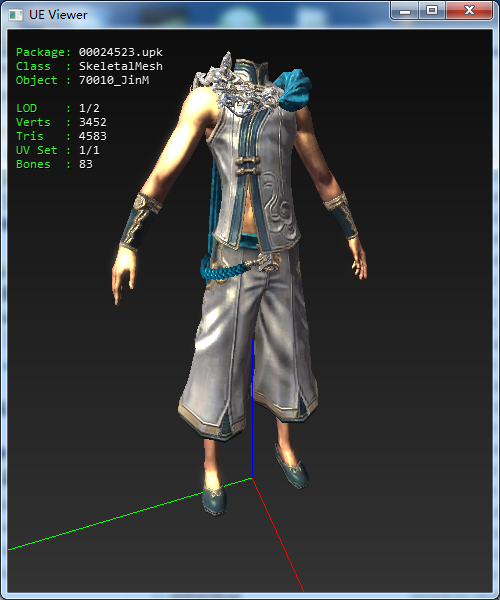 UE Viewer
Package: 00024523.upk
Class : SkeletalMesh
Object : 70010_JinM
LOD : 1/2
Verts : 3452
Tris : 4583
UV Set : 1/1
Bones : 83